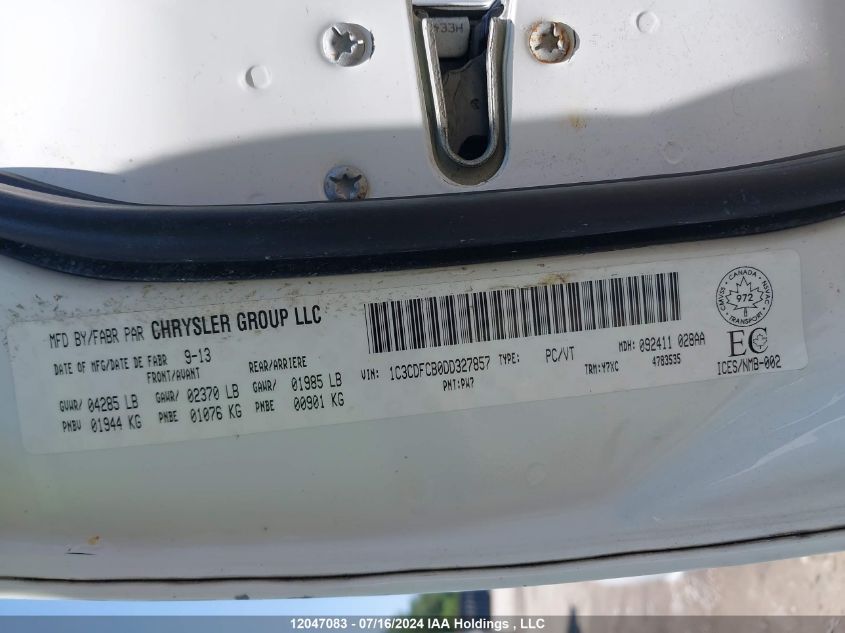 433H
MFD BY/FABR PAR CHRYSLER GROUP LLC
DATE OF MFG/DATE DE FABR 9-13
FRONT/AVANT REAR/ARRIERE
GVWR/ 04285 LB GAWR/ 02370 LB GAWR/ 01985 LB
PNBV 01944 KG PNBE 01076 KG PNBE 00901 KG
VIN: 1C3CDFCB0DD327857 TYPE: PC/VT MDH: 092411 028AA
PNT:PW7 TRM:Y7XC 4783535
CANADA
CMVSS NSVAC
972
8
TRANSPORT
EC
ICES/NMB-002
12047083 - 07/16/2024 IAA Holdings , LLC